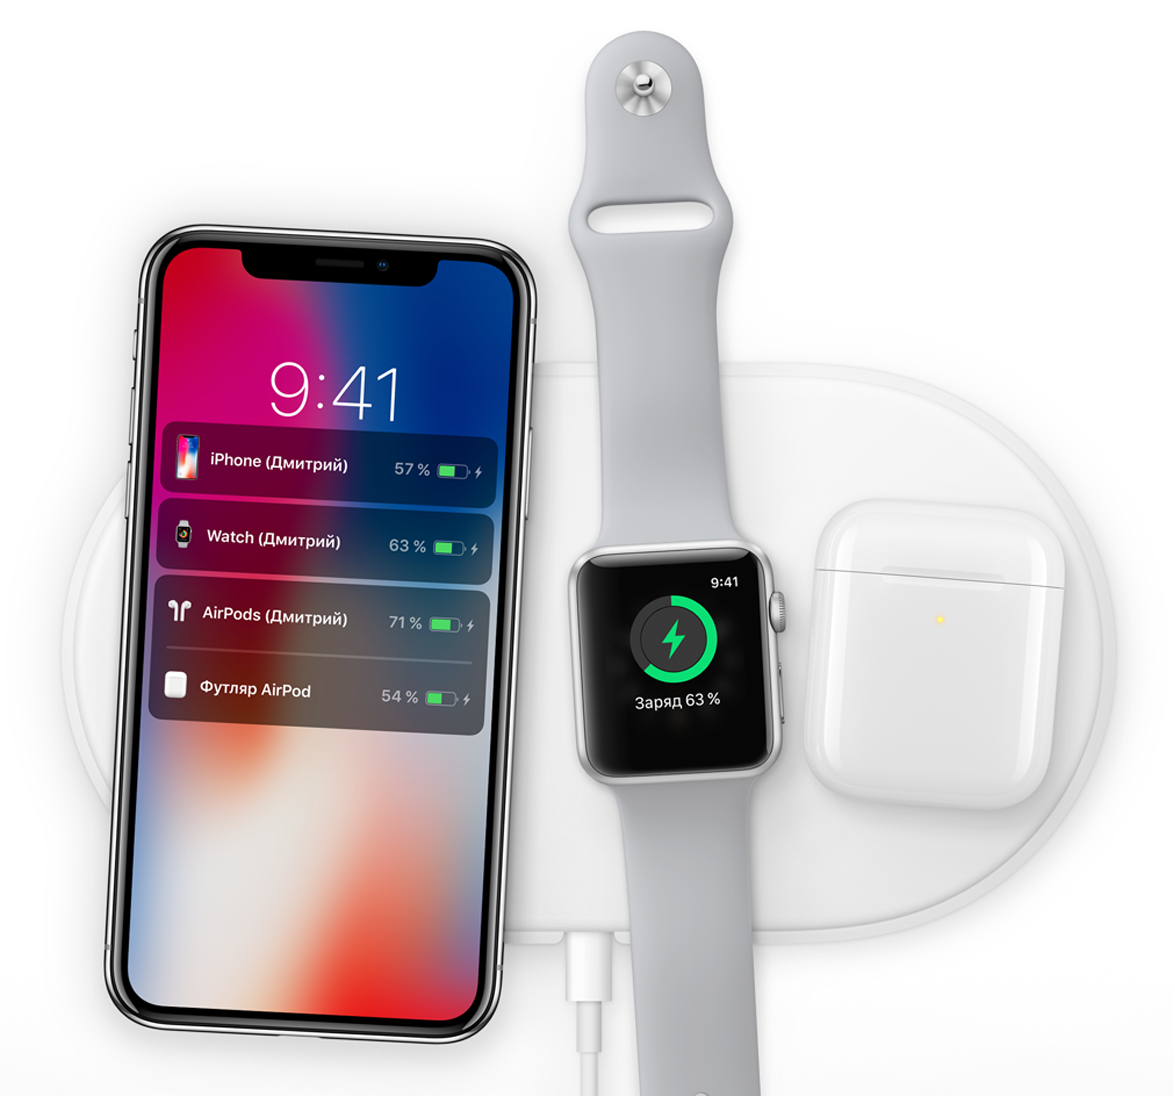 9:41
iPhone (Дмитрий) 57 %
Watch (Дмитрий) 63 %
AirPods (Дмитрий) 71 %
Футляр AirPod 54 %
9:41
Заряд 63 %